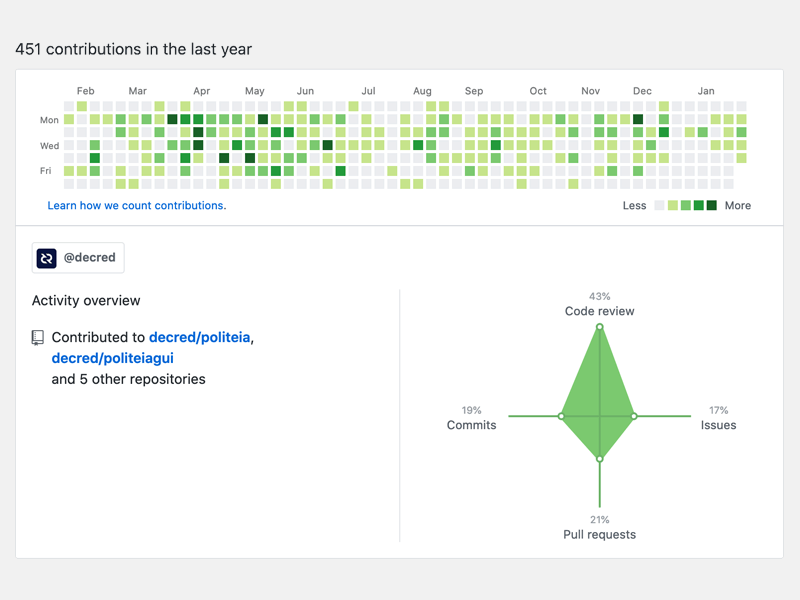 451 contributions in the last year
Feb Mar Apr May Jun Jul Aug Sep Oct Nov Dec Jan
Mon
Wed
Fri
Learn how we count contributions.
Less More
@decred
Activity overview
Contributed to decred/politeia,
decred/politeiagui
and 5 other repositories
43%
Code review
19%
Commits
17%
Issues
21%
Pull requests